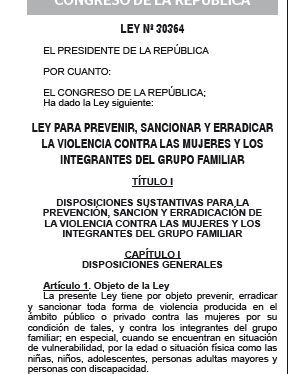 CONGRESO DE LA REPÚBLICA
LEY Nº 30364
EL PRESIDENTE DE LA REPÚBLICA
POR CUANTO:
EL CONGRESO DE LA REPÚBLICA;
Ha dado la Ley siguiente:
LEY PARA PREVENIR, SANCIONAR Y ERRADICAR
LA VIOLENCIA CONTRA LAS MUJERES Y LOS
INTEGRANTES DEL GRUPO FAMILIAR
TÍTULO I
DISPOSICIONES SUSTANTIVAS PARA LA
PREVENCIÓN, SANCIÓN Y ERRADICACIÓN DE
LA VIOLENCIA CONTRA LAS MUJERES Y LOS
INTEGRANTES DEL GRUPO FAMILIAR
CAPÍTULO I
DISPOSICIONES GENERALES
Artículo 1. Objeto de la Ley
La presente Ley tiene por objeto prevenir, erradicar
y sancionar toda forma de violencia producida en el
ámbito público o privado contra las mujeres por su
condición de tales, y contra los integrantes del grupo
familiar; en especial, cuando se encuentran en situación
de vulnerabilidad, por la edad o situación física como las
niñas, niños, adolescentes, personas adultas mayores y
personas con discapacidad.